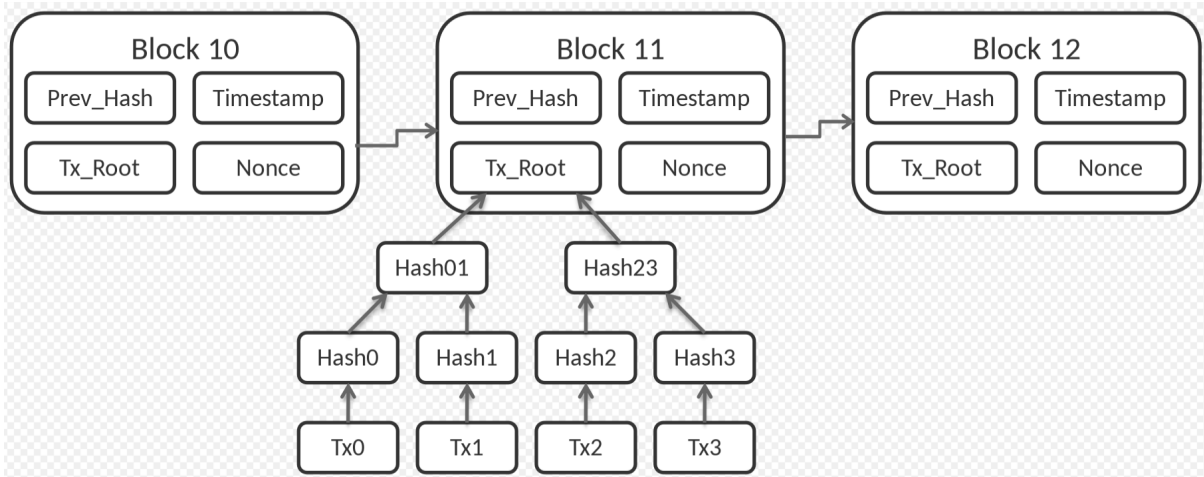 Block 10
Prev_Hash Timestamp
Tx_Root Nonce
Block 11
Prev_Hash Timestamp
Tx_Root Nonce
Block 12
Prev_Hash Timestamp
Tx_Root Nonce
Hash01 Hash23
Hash0 Hash1 Hash2 Hash3
Tx0 Tx1 Tx2 Tx3